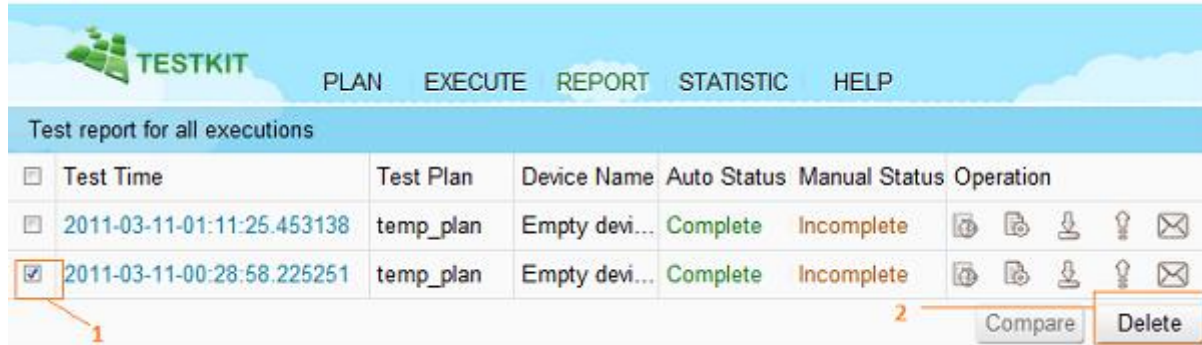 TESTKIT
PLAN EXECUTE REPORT STATISTIC HELP
Test report for all executions
Test Time Test Plan Device Name Auto Status Manual Status Operation
2011-03-11-01:11:25.453138 temp_plan Empty devi... Complete Incomplete
2011-03-11-00:28:58.225251 temp_plan Empty devi... Complete Incomplete
1 2 Compare Delete